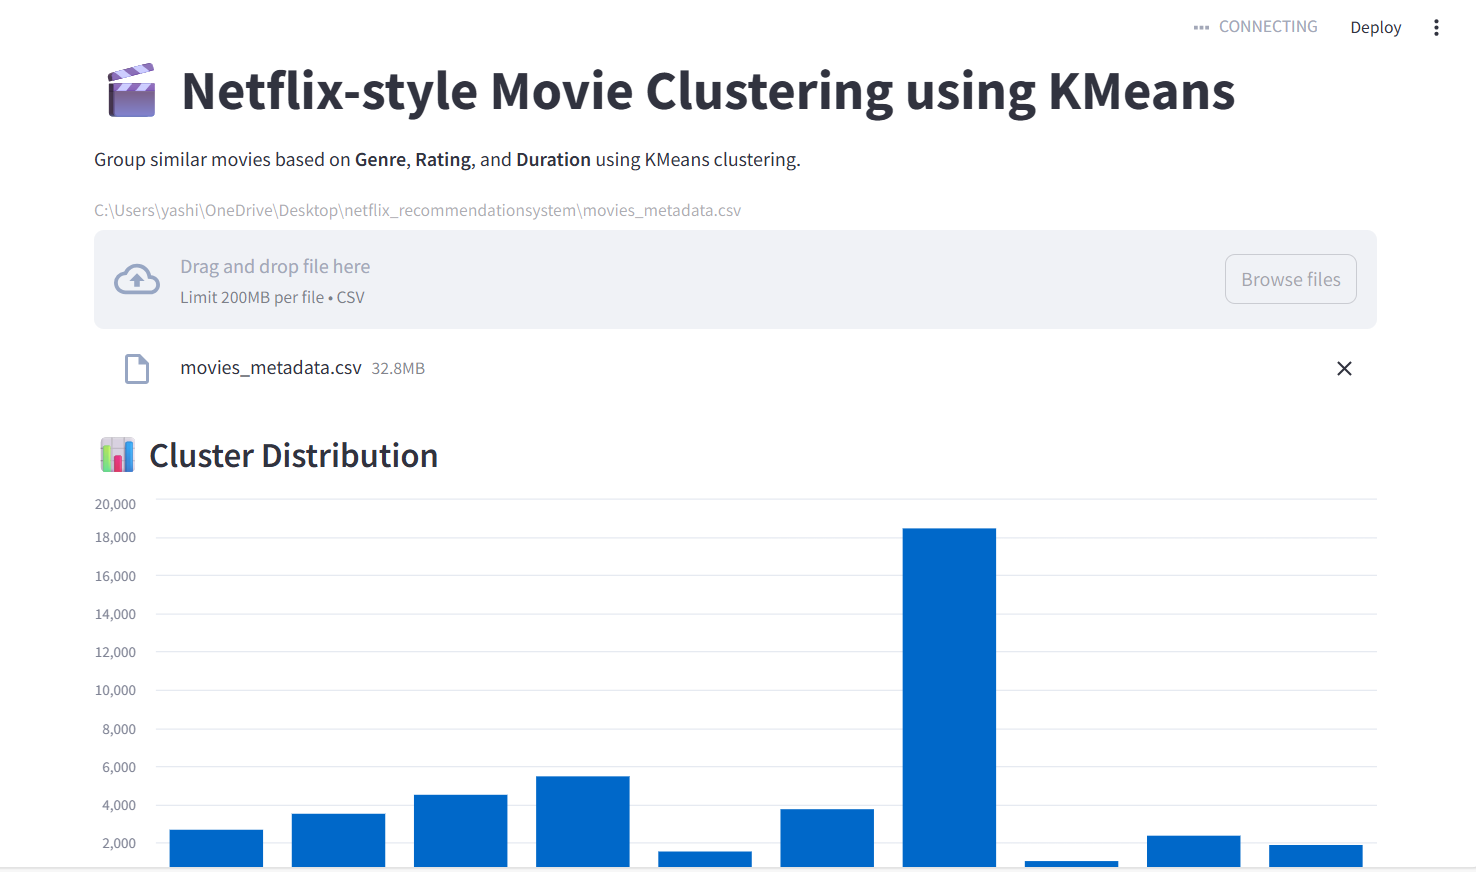 CONNECTING Deploy
Netflix-style Movie Clustering using KMeans
Group similar movies based on Genre, Rating, and Duration using KMeans clustering.
C:\Users\yashi\OneDrive\Desktop\netflix_recommendationsystem\movies_metadata.csv
Drag and drop file here
Limit 200MB per file • CSV
Browse files
movies_metadata.csv 32.8MB
Cluster Distribution
20,000
18,000
16,000
14,000
12,000
10,000
8,000
6,000
4,000
2,000